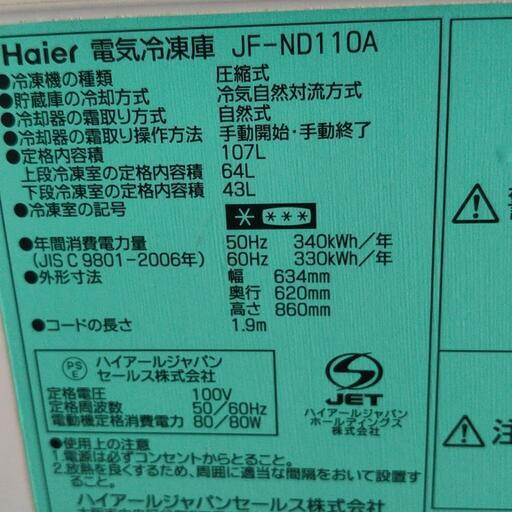 Haier 電気冷凍庫 JF-ND110A
●冷凍機の種類 圧縮式
●貯蔵庫の冷却方式 冷気自然対流方式
●冷却器の霜取り方式 自然式
●冷却器の霜取り操作方法 手動開始・手動終了
●定格内容積 107L
上段冷凍室の定格内容積 64L
下段冷凍室の定格内容積 43L
●冷凍室の記号
●年間消費電力量 50Hz 340kWh/年
(JIS C 9801-2006年) 60Hz 330kWh/年
●外形寸法 幅 634mm
奥行 620mm
高さ 860mm
●コードの長さ 1.9m
PS E ハイアールジャパン
セールス株式会社
定格電圧 100V
定格周波数 50/60Hz
電動機定格消費電力 80/80W
S
JET
ハイアールジャパン
ホールディングス
株式会社
●使用上の注意
1.電源は必ずコンセントからとること。
2.放熱を良くするため、周囲に適当な間隔をおいて設置す
ること。
ハイアールジャパンセールス株式会社
注